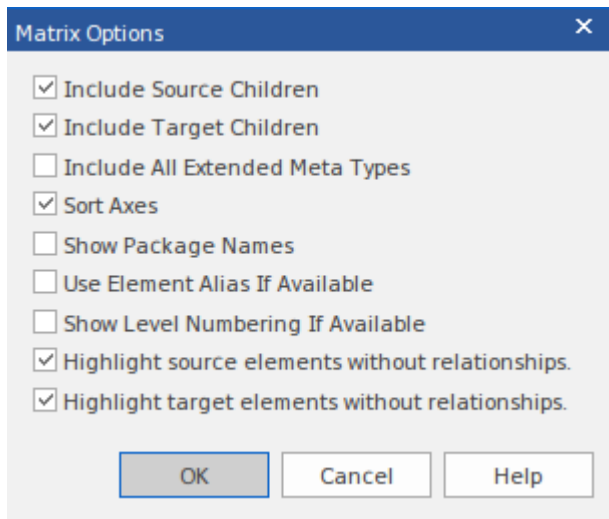 Matrix Options
Include Source Children
Include Target Children
Include All Extended Meta Types
Sort Axes
Show Package Names
Use Element Alias If Available
Show Level Numbering If Available
Highlight source elements without relationships.
Highlight target elements without relationships.
OK Cancel Help